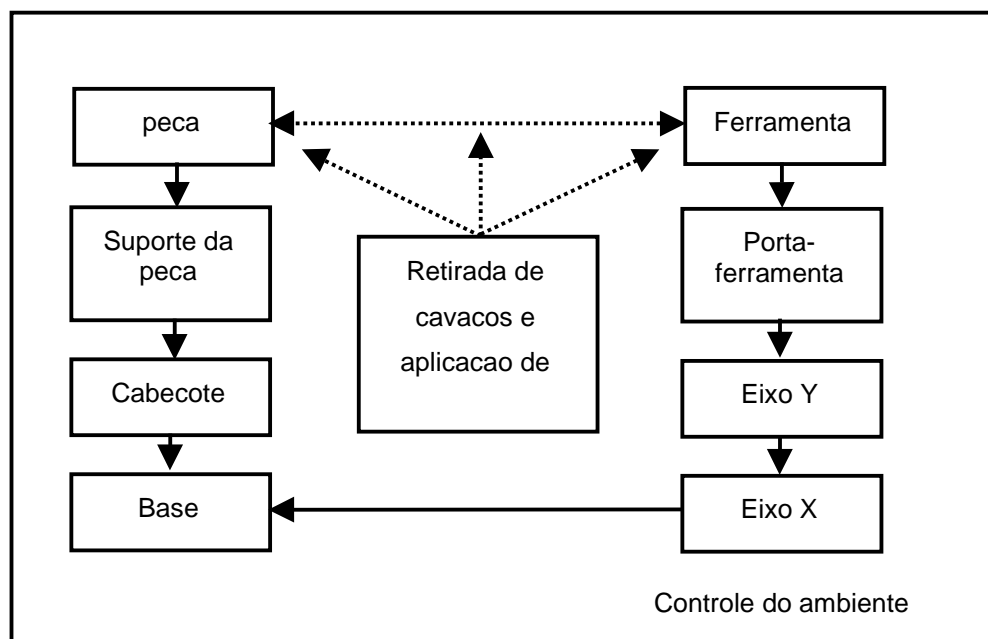 peca
Ferramenta
Suporte da
peca
Retirada de
cavacos e
aplicacao de
Porta-
ferramenta
Cabecote
Eixo Y
Base
Eixo X
Controle do ambiente